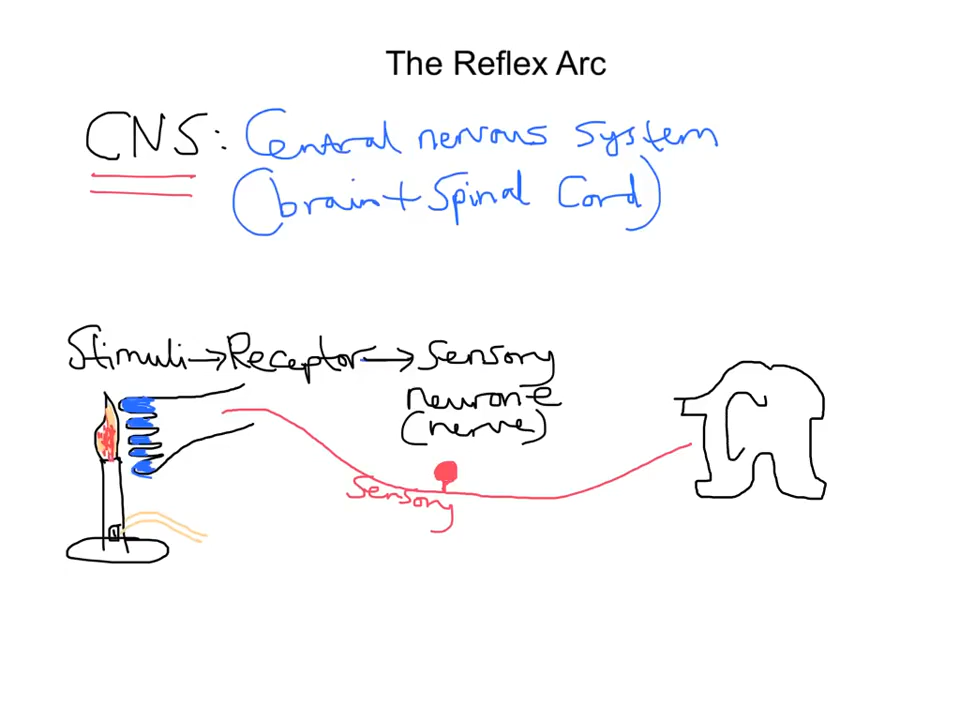 The Reflex Arc
CNS: Central nervous system
(brain + Spinal Cord)
Stimuli → Receptor → Sensory
neurone
(nerve)
Sensory